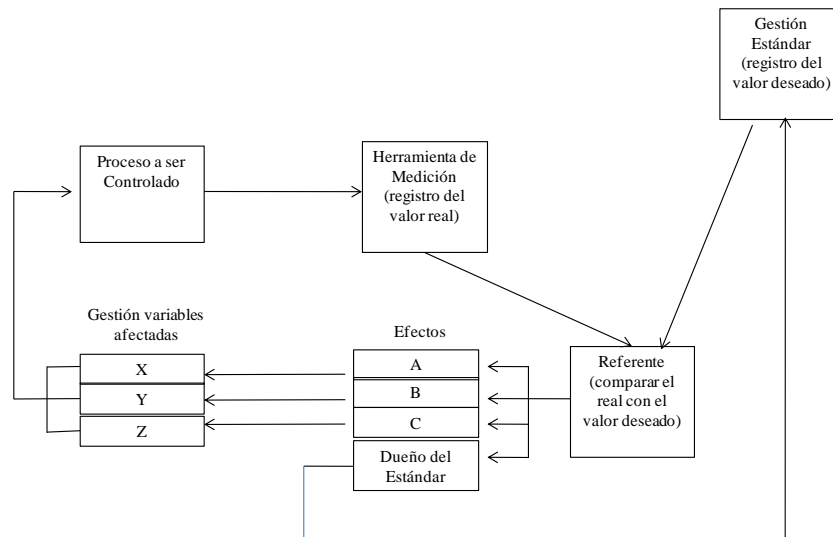 Gestión
Estándar
(registro del
valor deseado)
Proceso a ser
Controlado
Herramienta de
Medición
(registro del
valor real)
Gestión variables
afectadas
Efectos
X
Y
Z
A
B
C
Dueño del
Estándar
Referente
(comparar el
real con el
valor deseado)